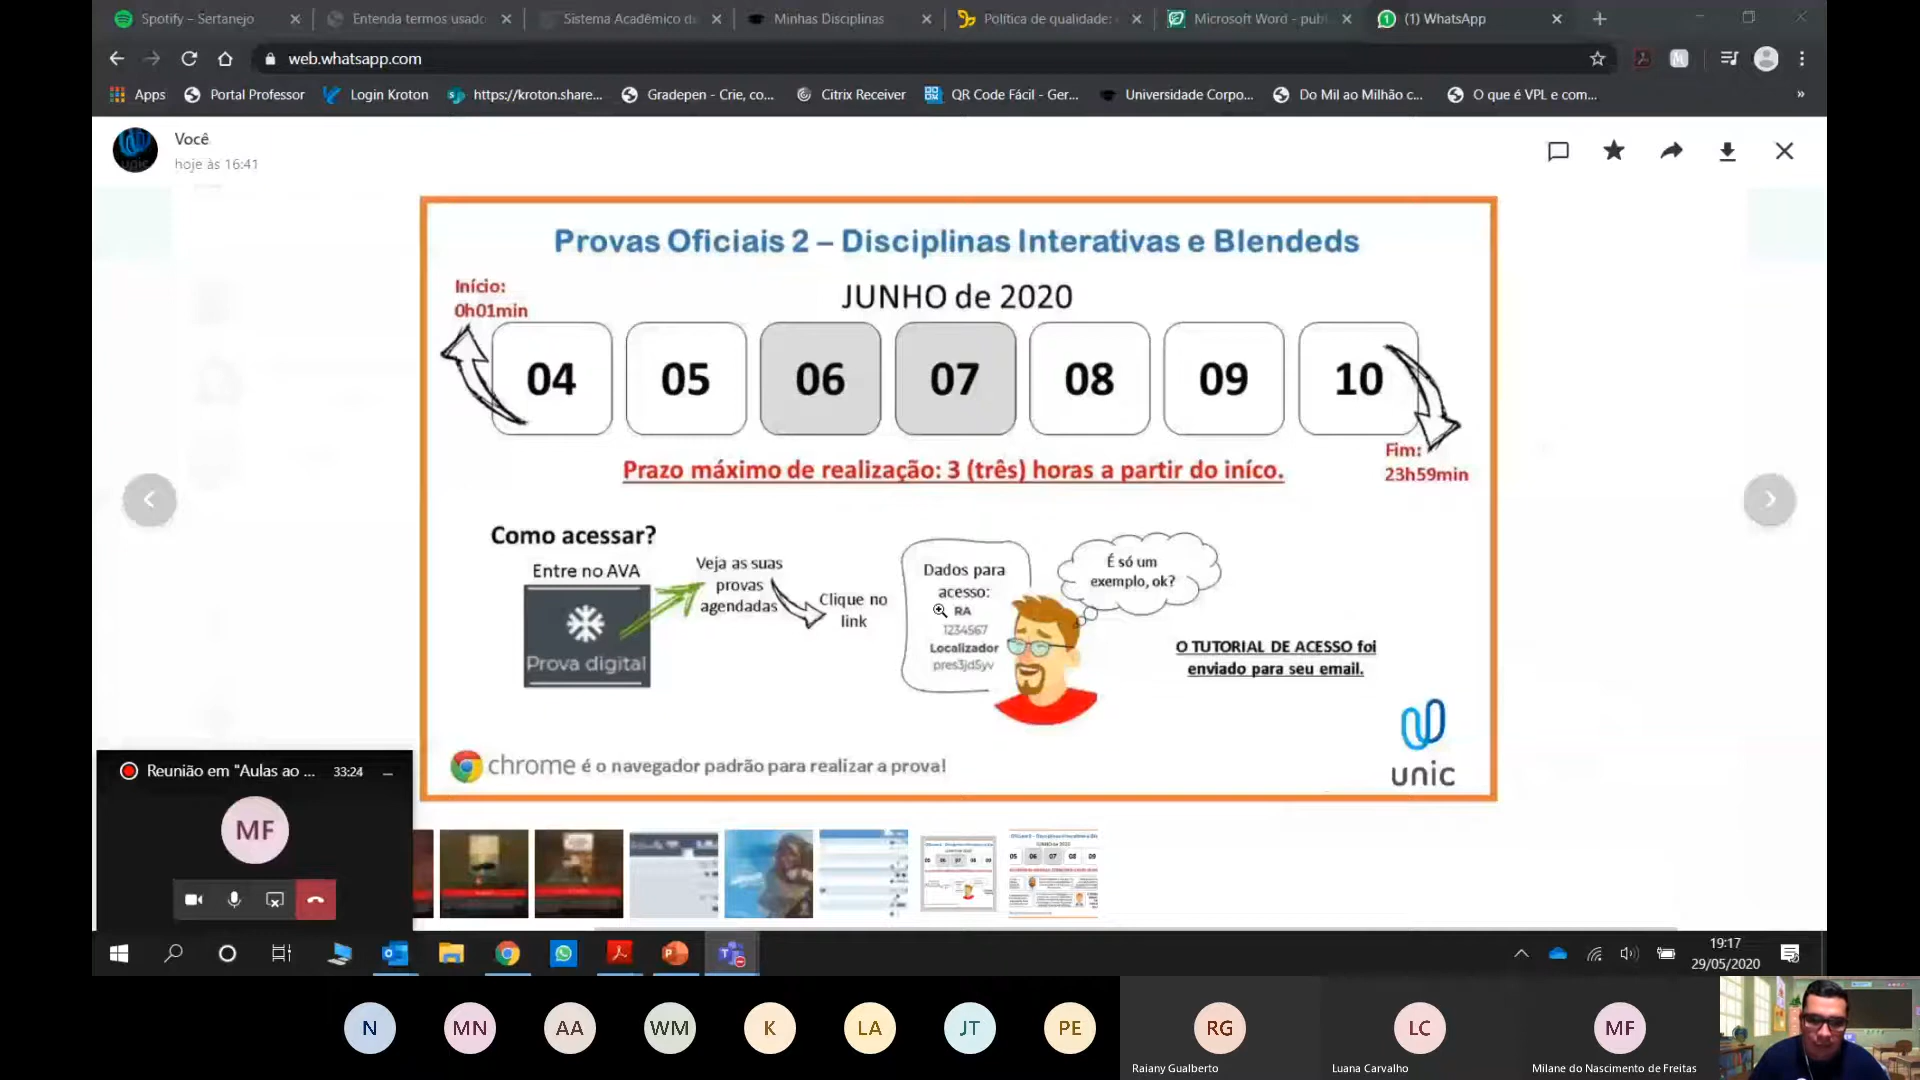 Spotify – Sertanejo
Entenda termos usado
Sistema Acadêmico d
Minhas Disciplinas
Política de qualidade:
Microsoft Word - pub
(1) WhatsApp
web.whatsapp.com
Apps
Portal Professor
Login Kroton
https://kroton.share...
Gradepen - Crie, co...
Citrix Receiver
QR Code Fácil - Ger...
Universidade Corpo...
Do Mil ao Milhão c...
O que é VPL e com...
»
Você
hoje às 16:41
Provas Oficiais 2 – Disciplinas Interativas e Blendeds
JUNHO de 2020
Início:
0h01min
04
05
06
07
08
09
10
Fim:
23h59min
Prazo máximo de realização: 3 (três) horas a partir do iníco.
Como acessar?
Entre no AVA
Prova digital
Veja as suas
provas
agendadas
Clique no
link
Dados para
acesso:
RA
1234567
Localizador
pres3jd5yv
É só um
exemplo, ok?
O TUTORIAL DE ACESSO foi
enviado para seu email.
chrome é o navegador padrão para realizar a prova!
unic
Reunião em "Aulas ao ...
33:24
MF
19:17
29/05/2020
N
MN
AA
WM
K
LA
JT
PE
RG
LC
MF
Raiany Gualberto
Luana Carvalho
Milane do Nascimento de Freitas